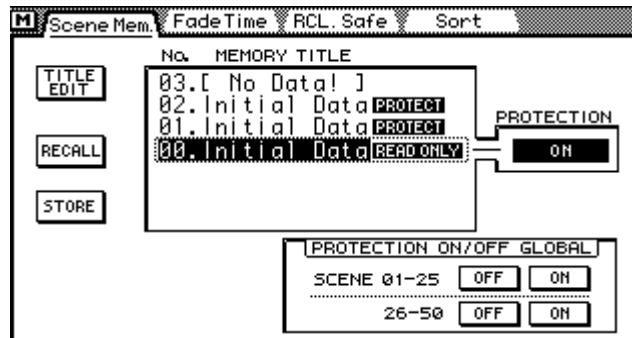 M Scene Mem. Fade Time RCL. Safe Sort
No. MEMORY TITLE
TITLE EDIT
03.[ No Data! ]
02.Initial Data PROTECT
01.Initial Data PROTECT
PROTECTION
RECALL
00.Initial Data READ ONLY
ON
STORE
PROTECTION ON/OFF GLOBAL
SCENE 01-25 OFF ON
26-50 OFF ON